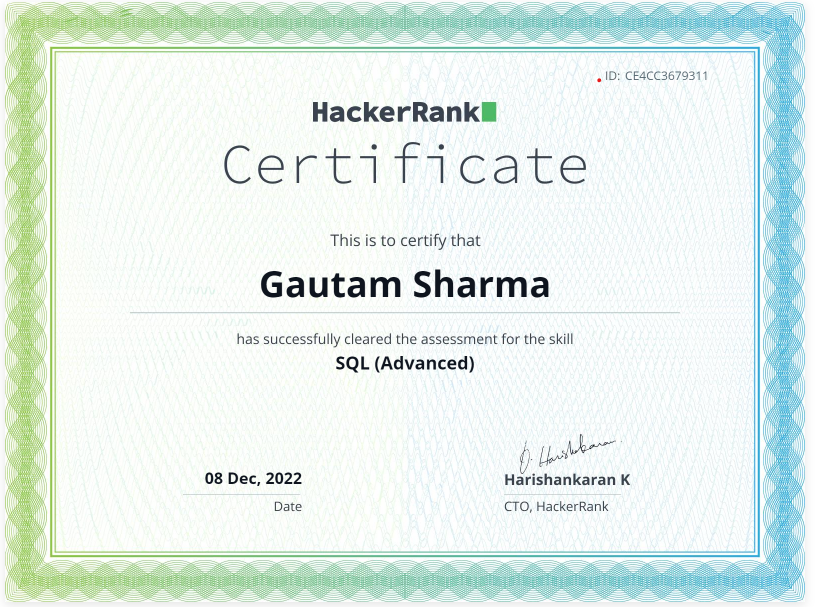 ID: CE4CC3679311
HackerRank
Certificate
This is to certify that
Gautam Sharma
has successfully cleared the assessment for the skill
SQL (Advanced)
08 Dec, 2022
Date
Harishankaran K
CTO, HackerRank